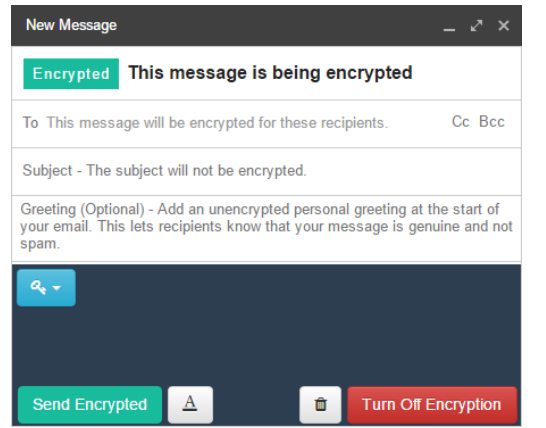 New Message
Encrypted This message is being encrypted
To This message will be encrypted for these recipients. Cc Bcc
Subject - The subject will not be encrypted.
Greeting (Optional) - Add an unencrypted personal greeting at the start of
your email. This lets recipients know that your message is genuine and not
spam.
Send Encrypted A Turn Off Encryption